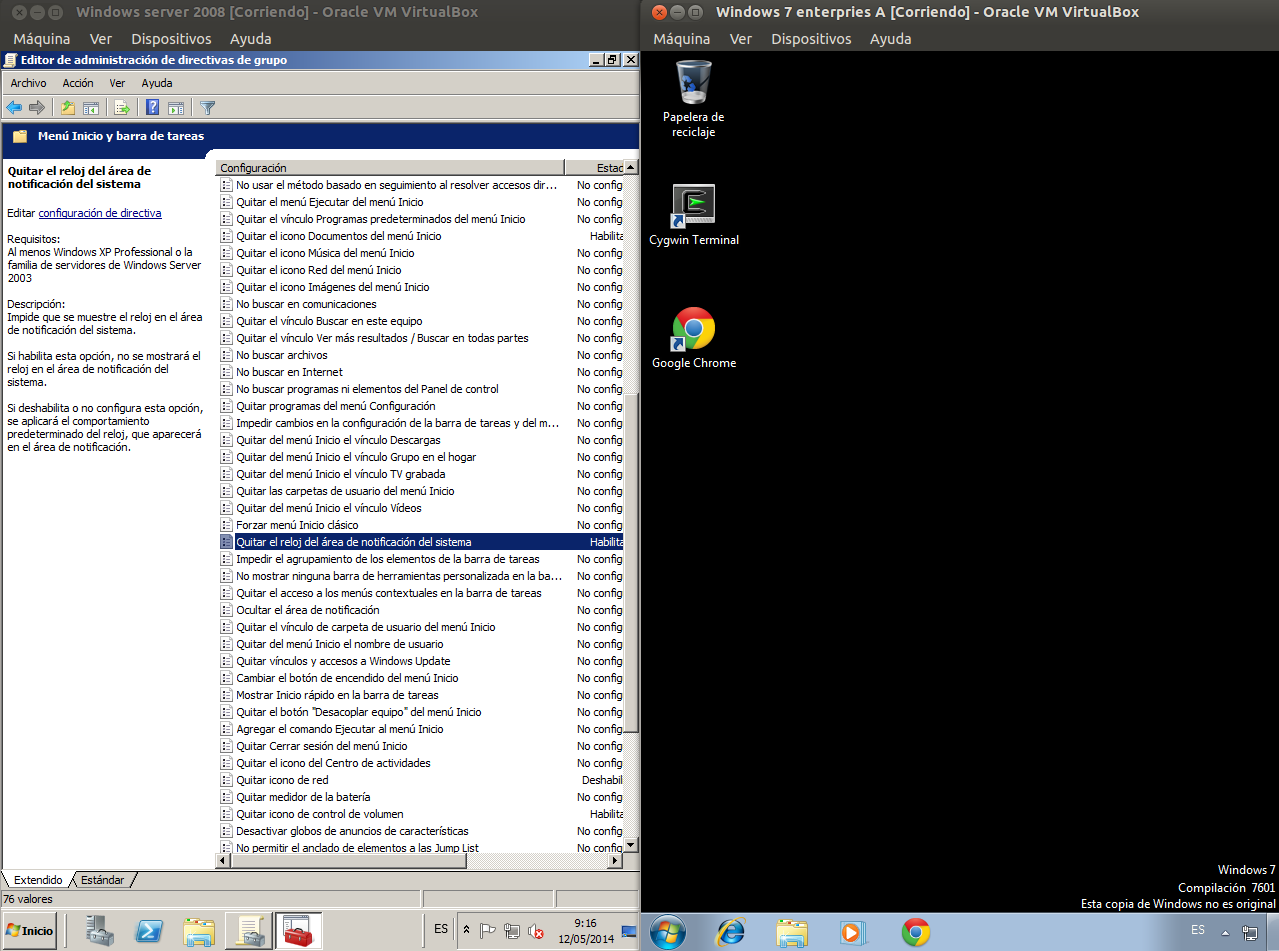 Windows server 2008 [Corriendo] - Oracle VM VirtualBox
Máquina Ver Dispositivos Ayuda
Editor de administración de directivas de grupo
Archivo Acción Ver Ayuda
Menú Inicio y barra de tareas
Quitar el reloj del área de
notificación del sistema
Editar configuración de directiva
Requisitos:
Al menos Windows XP Professional o la
familia de servidores de Windows Server
2003
Descripción:
Impide que se muestre el reloj en el área
de notificación del sistema.
Si habilita esta opción, no se mostrará el
reloj en el área de notificación del
sistema.
Si deshabilita o no configura esta opción,
se aplicará el comportamiento
predeterminado del reloj, que aparecerá
en el área de notificación.
Configuración Estac
No usar el método basado en seguimiento al resolver accesos dir... No config
Quitar el menú Ejecutar del menú Inicio No config
Quitar el vínculo Programas predeterminados del menú Inicio No config
Quitar el icono Documentos del menú Inicio Habilita
Quitar el icono Música del menú Inicio No config
Quitar el icono Red del menú Inicio No config
Quitar el icono Imágenes del menú Inicio No config
No buscar en comunicaciones No config
Quitar el vínculo Buscar en este equipo No config
Quitar el vínculo Ver más resultados / Buscar en todas partes No config
No buscar archivos No config
No buscar en Internet No config
No buscar programas ni elementos del Panel de control No config
Quitar programas del menú Configuración No config
Impedir cambios en la configuración de la barra de tareas y del m... No config
Quitar del menú Inicio el vínculo Descargas No config
Quitar del menú Inicio el vínculo Grupo en el hogar No config
Quitar del menú Inicio el vínculo TV grabada No config
Quitar las carpetas de usuario del menú Inicio No config
Quitar del menú Inicio el vínculo Vídeos No config
Forzar menú Inicio clásico No config
Quitar el reloj del área de notificación del sistema Habilita
Impedir el agrupamiento de los elementos de la barra de tareas No config
No mostrar ninguna barra de herramientas personalizada en la ba... No config
Quitar el acceso a los menús contextuales en la barra de tareas No config
Ocultar el área de notificación No config
Quitar el vínculo de carpeta de usuario del menú Inicio No config
Quitar del menú Inicio el nombre de usuario No config
Quitar vínculos y accesos a Windows Update No config
Cambiar el botón de encendido del menú Inicio No config
Mostrar Inicio rápido en la barra de tareas No config
Quitar el botón "Desacoplar equipo" del menú Inicio No config
Agregar el comando Ejecutar al menú Inicio No config
Quitar Cerrar sesión del menú Inicio No config
Quitar el icono del Centro de actividades No config
Quitar icono de red Deshabil
Quitar medidor de la batería No config
Quitar icono de control de volumen Habilita
Desactivar globos de anuncios de características No config
No permitir el anclado de elementos a las Jump List No config
Extendido Estándar
76 valores
Inicio
ES
9:16
12/05/2014
Windows 7 enterpries A [Corriendo] - Oracle VM VirtualBox
Máquina Ver Dispositivos Ayuda
Papelera de
reciclaje
Cygwin Terminal
Google Chrome
Windows 7
Compilación 7601
Esta copia de Windows no es original
ES